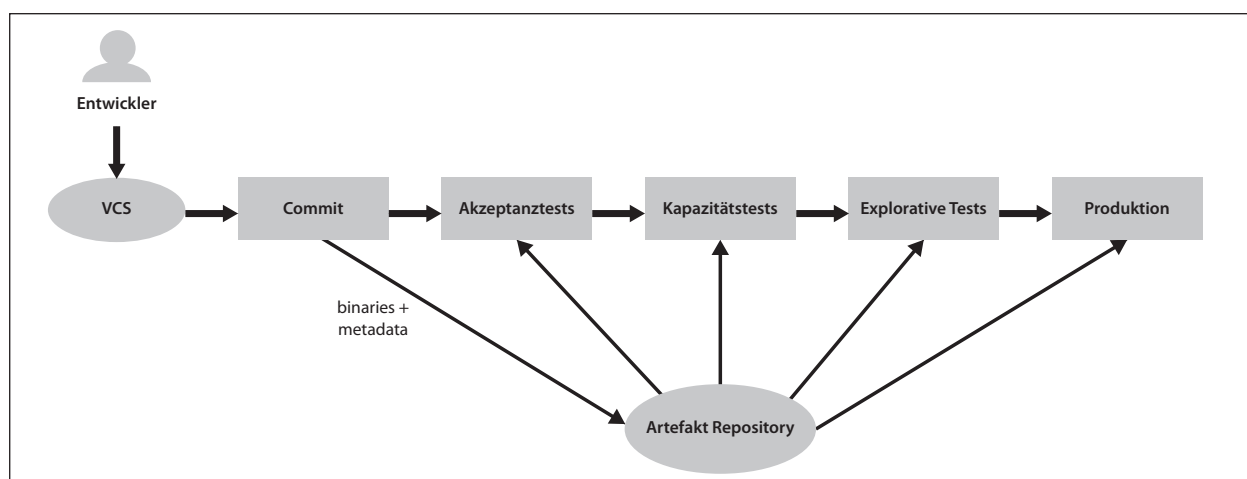 Entwickler
VCS
Commit
Akzeptanztests
Kapazitätstests
Explorative Tests
Produktion
binaries +
metadata
Artefakt Repository